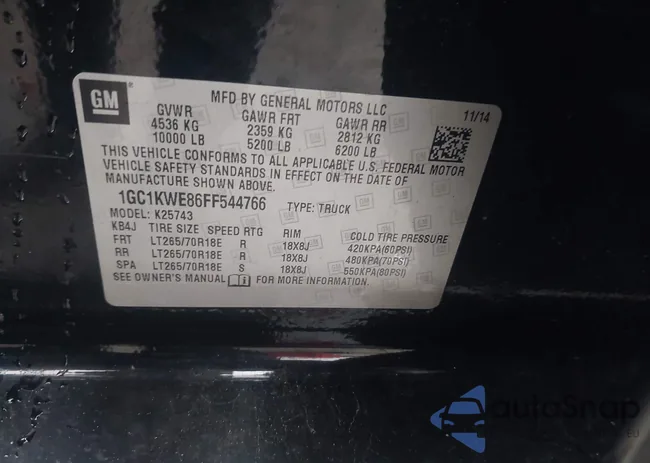 GM
MFD BY GENERAL MOTORS LLC
11/14
GVWR GAWR FRT GAWR RR
4536 KG 2359 KG 2812 KG
10000 LB 5200 LB 6200 LB
THIS VEHICLE CONFORMS TO ALL APPLICABLE U.S. FEDERAL MOTOR
VEHICLE SAFETY STANDARDS IN EFFECT ON THE DATE OF
MANUFACTURE SHOWN ABOVE.
1GC1KWE86FF544766 TYPE: TRUCK
MODEL: K25743
KB4J TIRE SIZE SPEED RTG RIM COLD TIRE PRESSURE
FRT LT265/70R18E R 18X8J 420KPA(60PSI)
RR LT265/70R18E R 18X8J 480KPA(70PSI)
SPA LT265/70R18E S 18X8J 550KPA(80PSI)
SEE OWNER'S MANUAL FOR MORE INFORMATION.
autoSnap
.EU